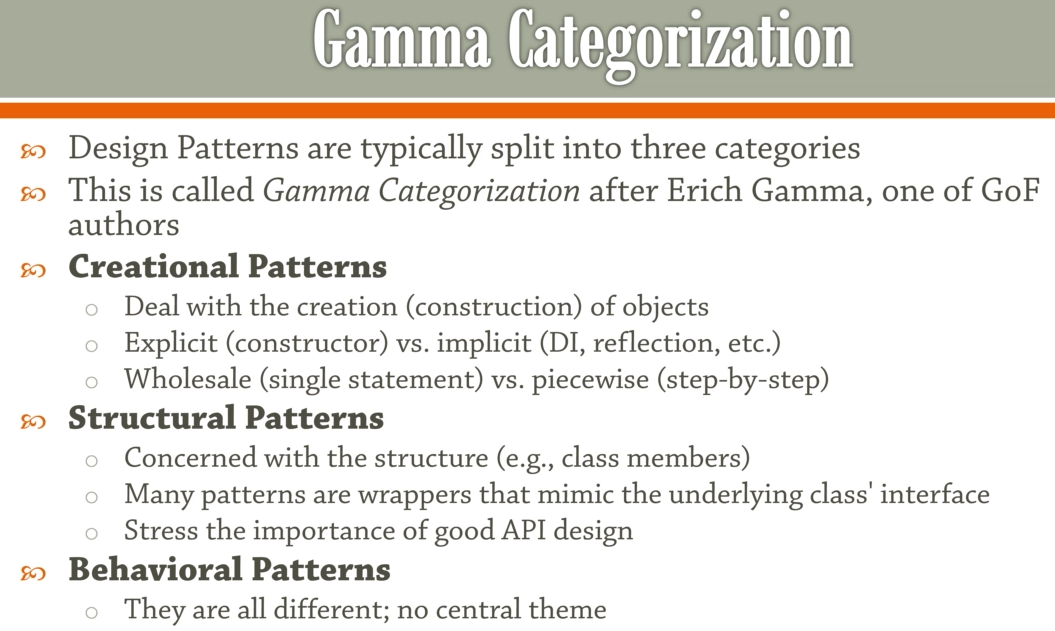 Gamma Categorization
Design Patterns are typically split into three categories
This is called Gamma Categorization after Erich Gamma, one of GoF
authors
Creational Patterns
Deal with the creation (construction) of objects
Explicit (constructor) vs. implicit (DI, reflection, etc.)
Wholesale (single statement) vs. piecewise (step-by-step)
Structural Patterns
Concerned with the structure (e.g., class members)
Many patterns are wrappers that mimic the underlying class' interface
Stress the importance of good API design
Behavioral Patterns
They are all different; no central theme